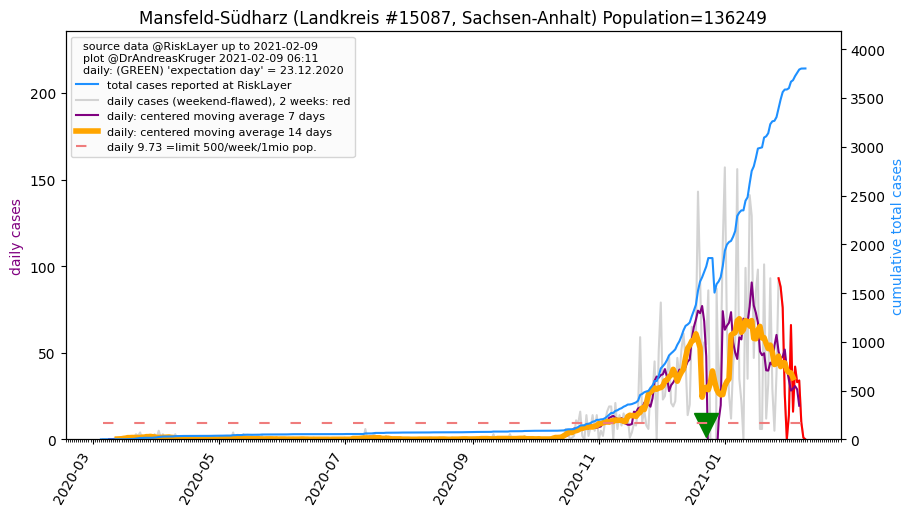 Mansfeld-Südharz (Landkreis #15087, Sachsen-Anhalt) Population=136249
source data @RiskLayer up to 2021-02-09
plot @DrAndreasKruger 2021-02-09 06:11
daily: (GREEN) 'expectation day' = 23.12.2020
total cases reported at RiskLayer
daily cases (weekend-flawed), 2 weeks: red
daily: centered moving average 7 days
daily: centered moving average 14 days
daily 9.73 =limit 500/week/1mio pop.
daily cases
0
50
100
150
200
cumulative total cases
0
500
1000
1500
2000
2500
3000
3500
4000
2020-03
2020-05
2020-07
2020-09
2020-11
2021-01